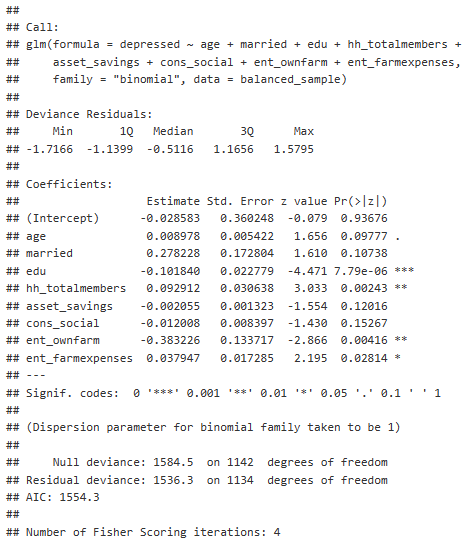 ##
## Call:
## glm(formula = depressed ~ age + married + edu + hh_totalmembers +
##     asset_savings + cons_social + ent_ownfarm + ent_farmexpenses,
##     family = "binomial", data = balanced_sample)
##
## Deviance Residuals:
##     Min       1Q   Median       3Q      Max
## -1.7166  -1.1399  -0.5116   1.1656   1.5795
##
## Coefficients:
##                   Estimate Std. Error z value Pr(>|z|)
## (Intercept)      -0.028583   0.360248  -0.079  0.93676
## age               0.008978   0.005422   1.656  0.09777 .
## married           0.278228   0.172804   1.610  0.10738
## edu              -0.101840   0.022779  -4.471 7.79e-06 ***
## hh_totalmembers   0.092912   0.030638   3.033  0.00243 **
## asset_savings    -0.002055   0.001323  -1.554  0.12016
## cons_social      -0.012008   0.008397  -1.430  0.15267
## ent_ownfarm      -0.383226   0.133717  -2.866  0.00416 **
## ent_farmexpenses  0.037947   0.017285   2.195  0.02814 *
## ---
## Signif. codes:  0 '***' 0.001 '**' 0.01 '*' 0.05 '.' 0.1 ' ' 1
##
## (Dispersion parameter for binomial family taken to be 1)
##
##     Null deviance: 1584.5  on 1142  degrees of freedom
## Residual deviance: 1536.3  on 1134  degrees of freedom
## AIC: 1554.3
##
## Number of Fisher Scoring iterations: 4